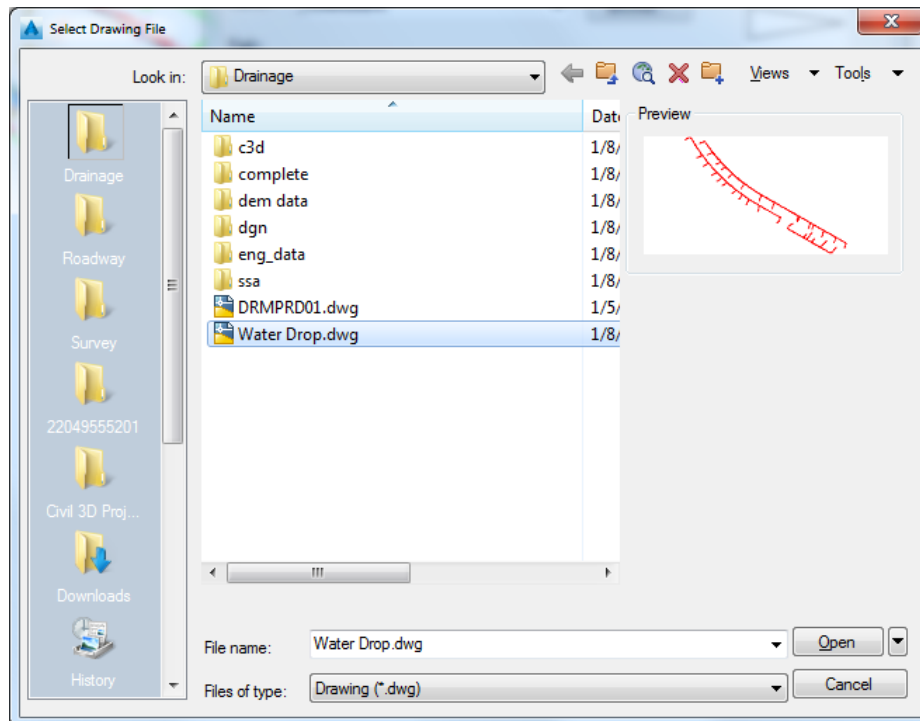 Select Drawing File
Look in: Drainage Views Tools
Name Date Preview
Drainage
Roadway
Survey
22049555201
Civil 3D Proj...
Downloads
History
c3d 1/8/
complete 1/8/
dem data 1/8/
dgn 1/8/
eng_data 1/8/
ssa 1/8/
DRMPRD01.dwg 1/5/
Water Drop.dwg 1/8/
File name: Water Drop.dwg Open
Files of type: Drawing (*.dwg) Cancel